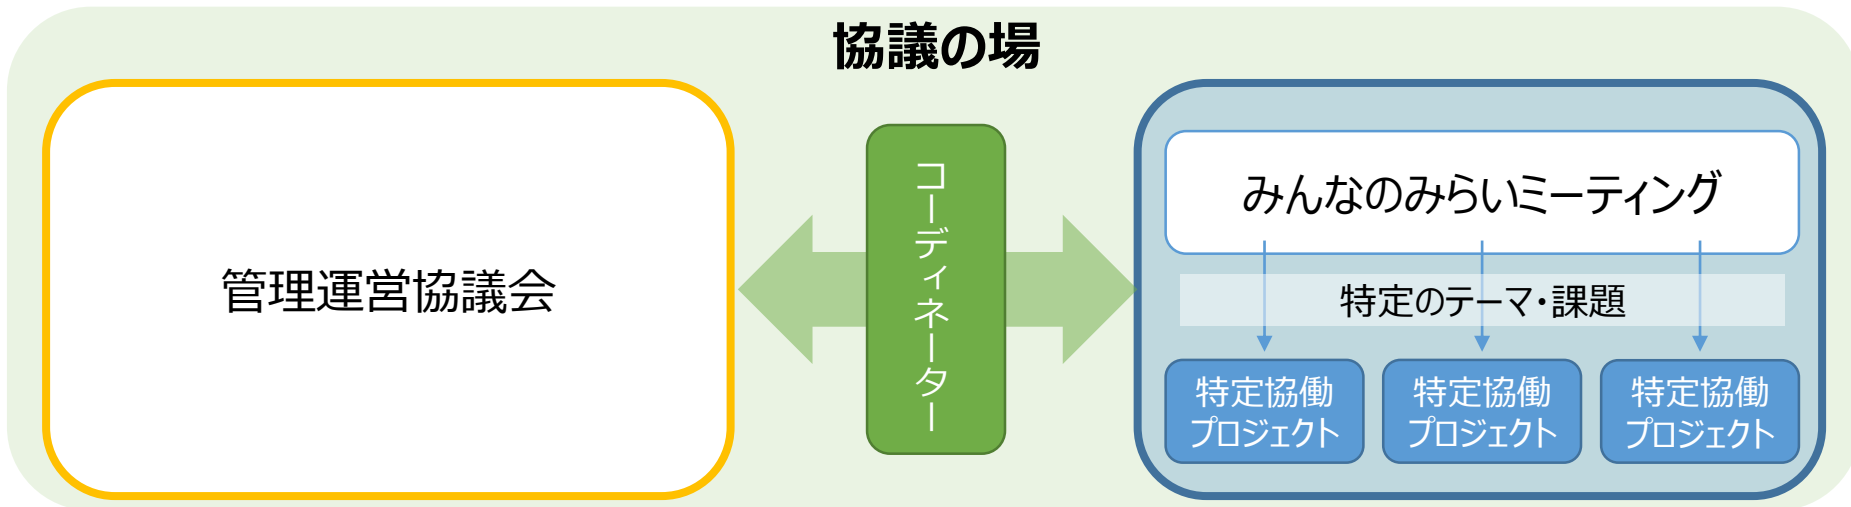 協議の場
管理運営協議会
コーディネーター
みんなのみらいミーティング
特定のテーマ・課題
特定協働
プロジェクト
特定協働
プロジェクト
特定協働
プロジェクト